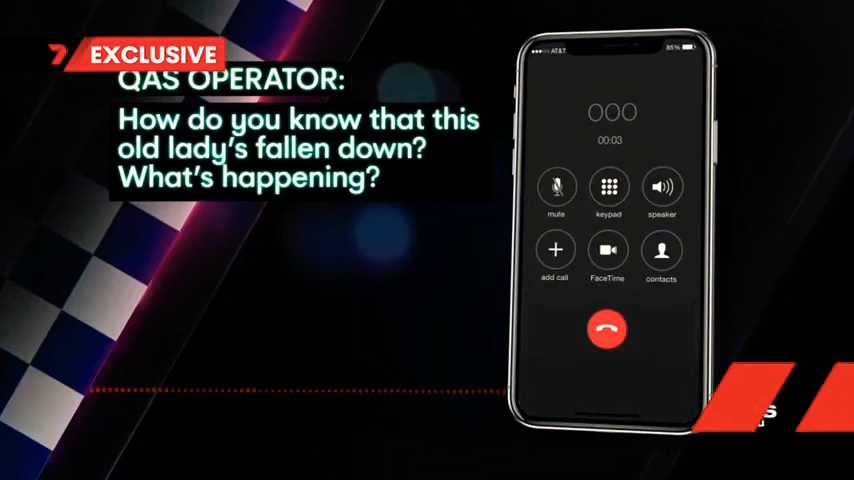 7 EXCLUSIVE
QAS OPERATOR:
How do you know that this
old lady's fallen down?
What's happening?
AT&T 85%
000
00:03
mute keypad speaker
add call FaceTime contacts